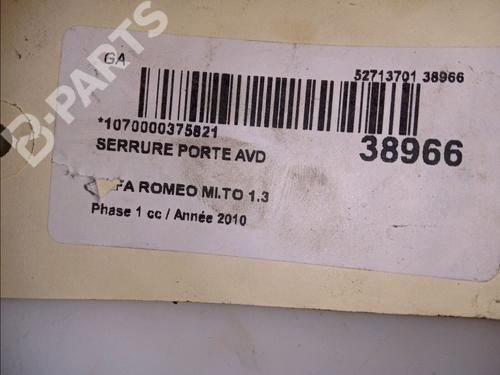 GA
52713701 38966
*1070000375821
38966
SERRURE PORTE AVD
FA ROMEO MI.TO 1.3
Phase 1 cc / Année 2010
B-PARTS